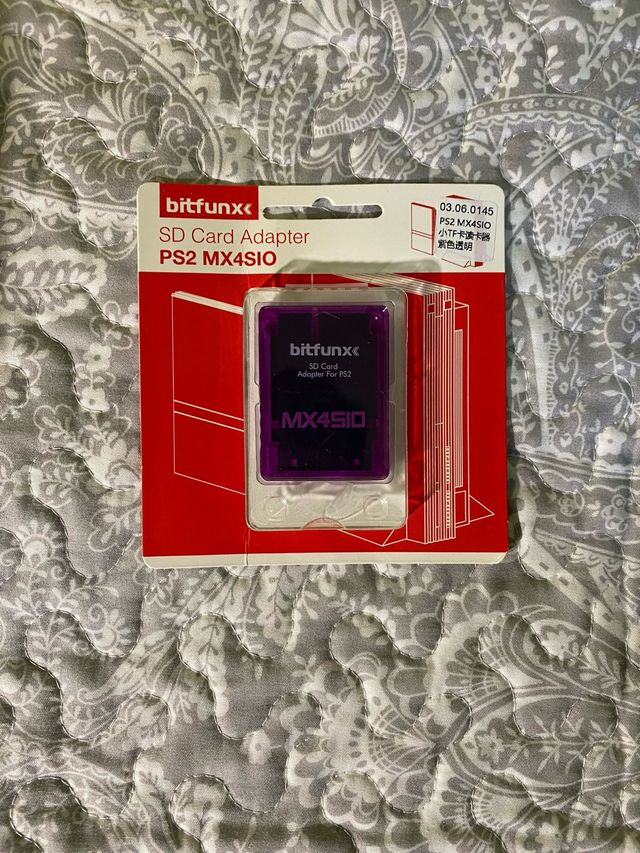 bitfunx
SD Card Adapter
PS2 MX4SIO
03.06.0145
PS2 MX4SIO
小TF卡读卡器
紫色透明
bitfunx
SD Card
Adapter For PS2
MX4SIO